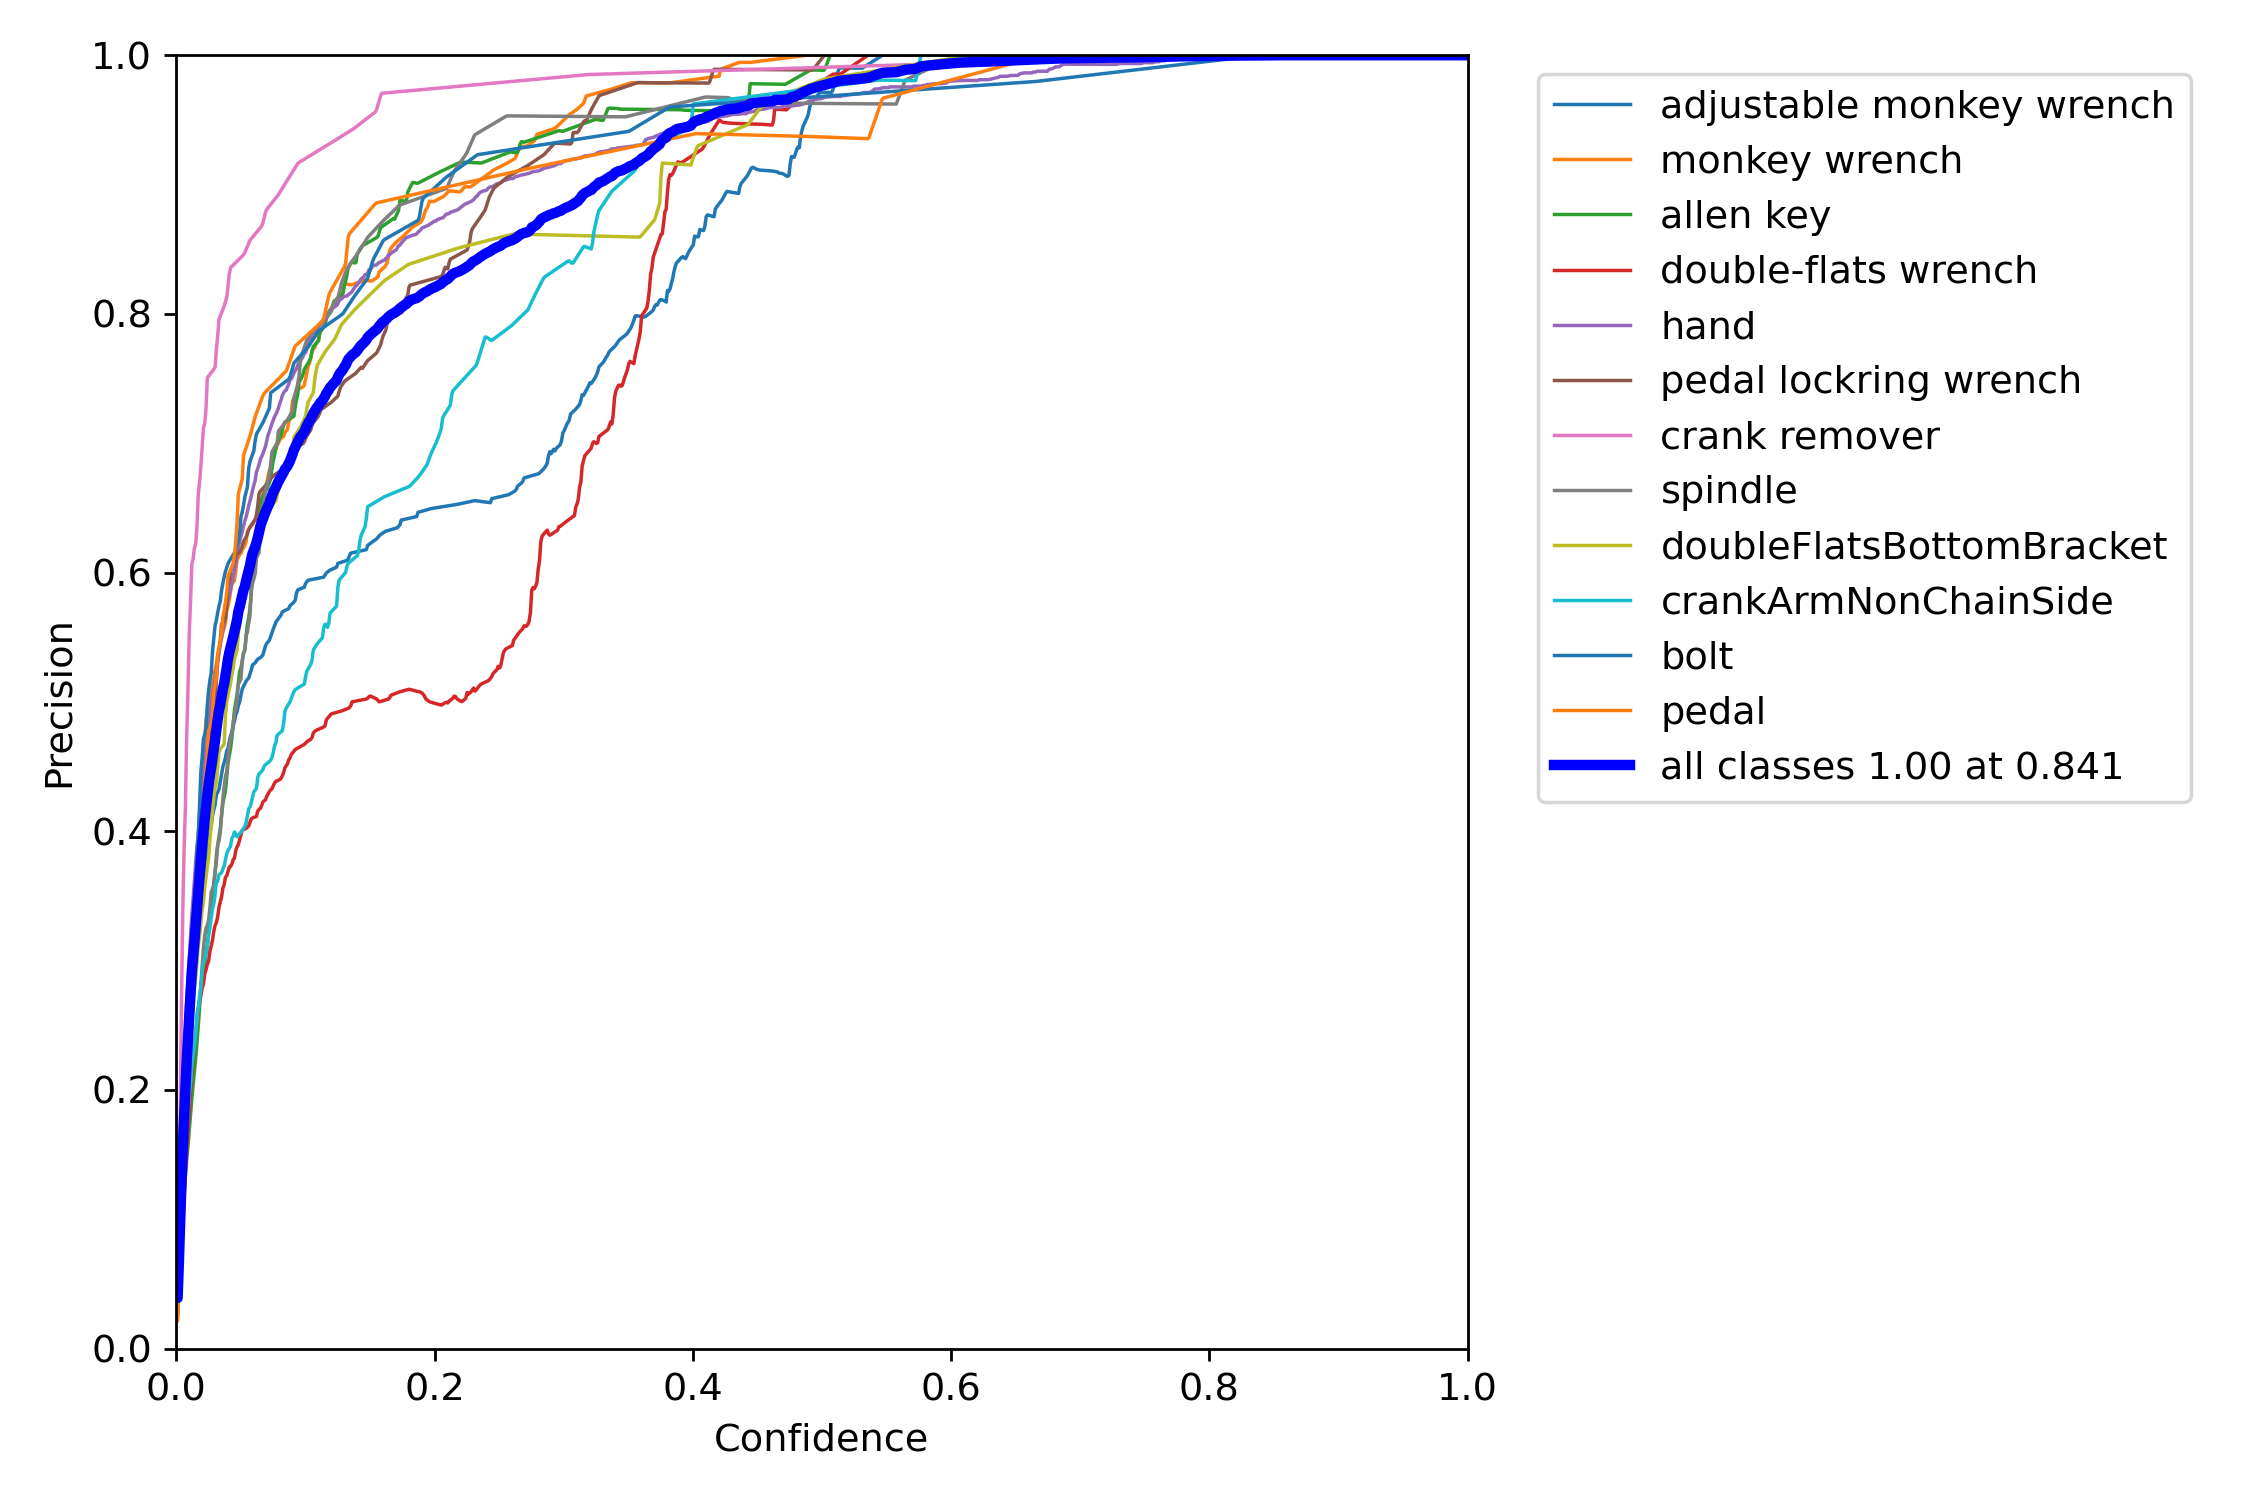 1.0
0.8
0.6
0.4
0.2
0.0
Precision
0.0 0.2 0.4 0.6 0.8 1.0
Confidence
adjustable monkey wrench
monkey wrench
allen key
double-flats wrench
hand
pedal lockring wrench
crank remover
spindle
doubleFlatsBottomBracket
crankArmNonChainSide
bolt
pedal
all classes 1.00 at 0.841